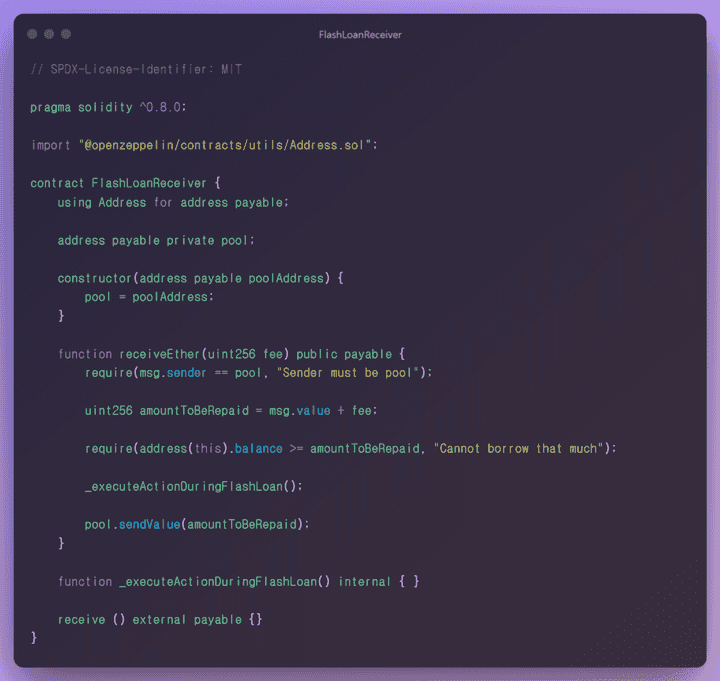 FlashLoanReceiver
// SPDX-License-Identifier: MIT
pragma solidity ^0.8.0;
import "@openzeppelin/contracts/utils/Address.sol";
contract FlashLoanReceiver {
using Address for address payable;
address payable private pool;
constructor(address payable poolAddress) {
pool = poolAddress;
}
function receiveEther(uint256 fee) public payable {
require(msg.sender == pool, "Sender must be pool");
uint256 amountToBeRepaid = msg.value + fee;
require(address(this).balance >= amountToBeRepaid, "Cannot borrow that much");
_executeActionDuringFlashLoan();
pool.sendValue(amountToBeRepaid);
}
function _executeActionDuringFlashLoan() internal { }
receive () external payable {}
}